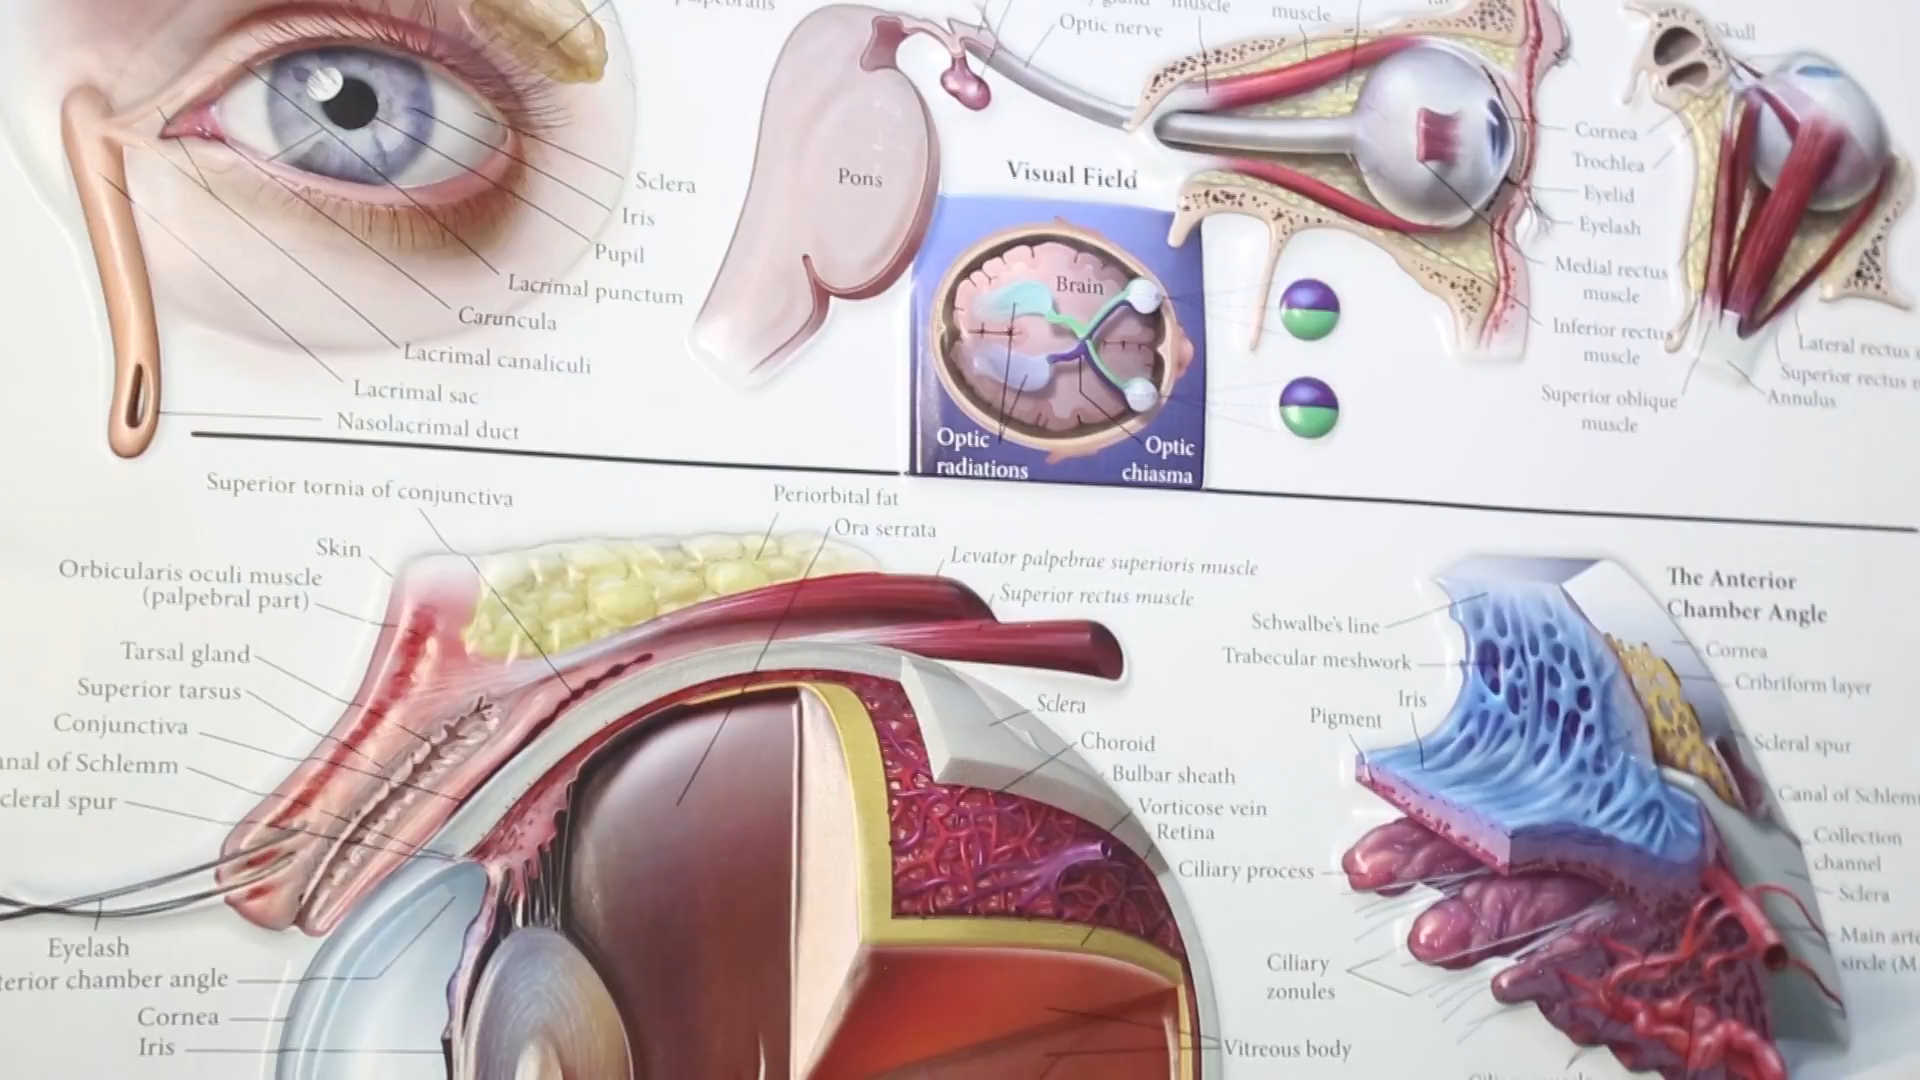 Optic nerve
muscle
muscle
Skull
Sclera
Iris
Pupil
Lacrimal punctum
Caruncula
Lacrimal canaliculi
Lacrimal sac
Nasolacrimal duct
Pons
Visual Field
Brain
Optic
radiations
Optic
chiasma
Cornea
Trochlea
Eyelid
Eyelash
Medial rectus
muscle
Inferior rectus
muscle
Superior oblique
muscle
Lateral rectus
Superior rectus
Annulus
Superior tornia of conjunctiva
Skin
Orbicularis oculi muscle
(palpebral part)
Tarsal gland
Superior tarsus
Conjunctiva
nal of Schlemm
cleral spur
Eyelash
terior chamber angle
Cornea
Iris
Periorbital fat
Ora serrata
Levator palpebrae superioris muscle
Superior rectus muscle
Sclera
Choroid
Bulbar sheath
Vorticose vein
Retina
Vitreous body
The Anterior
Chamber Angle
Schwalbe's line
Trabecular meshwork
Iris
Pigment
Ciliary process
Ciliary
zonules
Cornea
Cribriform layer
Scleral spur
Canal of Schlem
Collection
channel
Sclera
Main arte
sircle (M